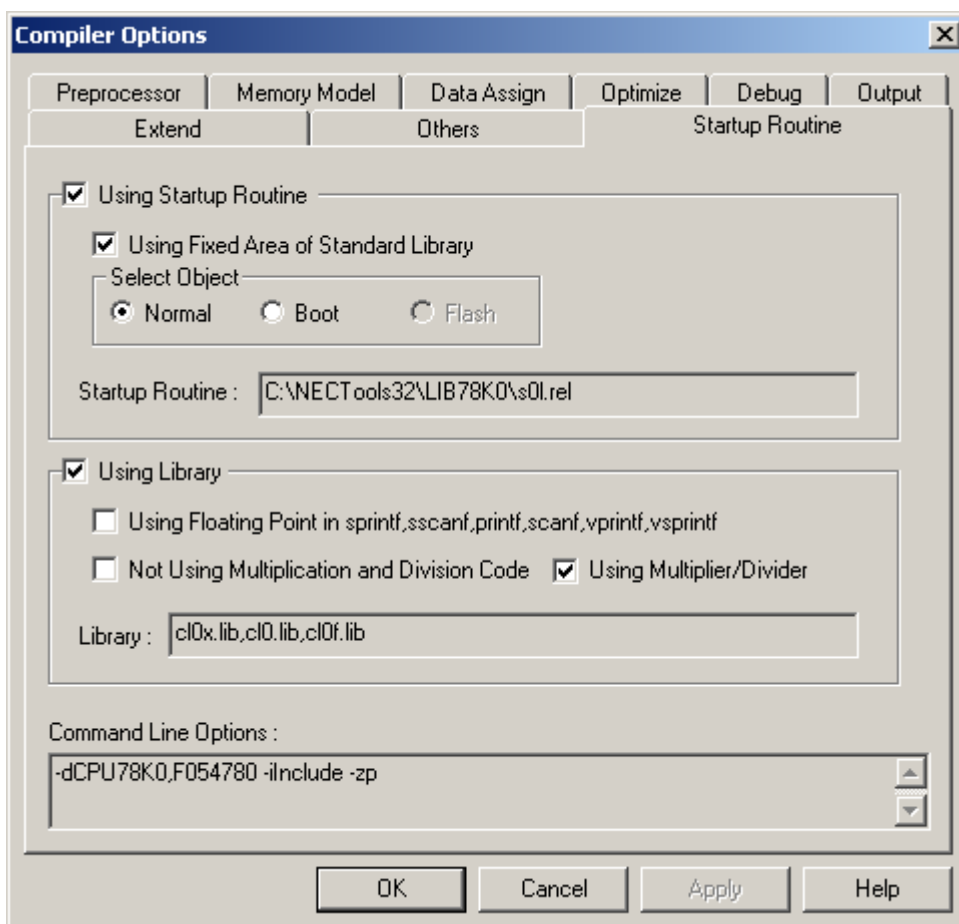 Compiler Options
Preprocessor Memory Model Data Assign Optimize Debug Output
Extend Others Startup Routine
Using Startup Routine
Using Fixed Area of Standard Library
Select Object
Normal Boot Flash
Startup Routine : C:\NECTools32\LIB78K0\s0l.rel
Using Library
Using Floating Point in sprintf,sscanf,printf,scanf,vprintf,vsprintf
Not Using Multiplication and Division Code Using Multiplier/Divider
Library : cl0x.lib,cl0.lib,cl0f.lib
Command Line Options :
-dCPU78K0,F054780 -iInclude -zp
OK Cancel Apply Help